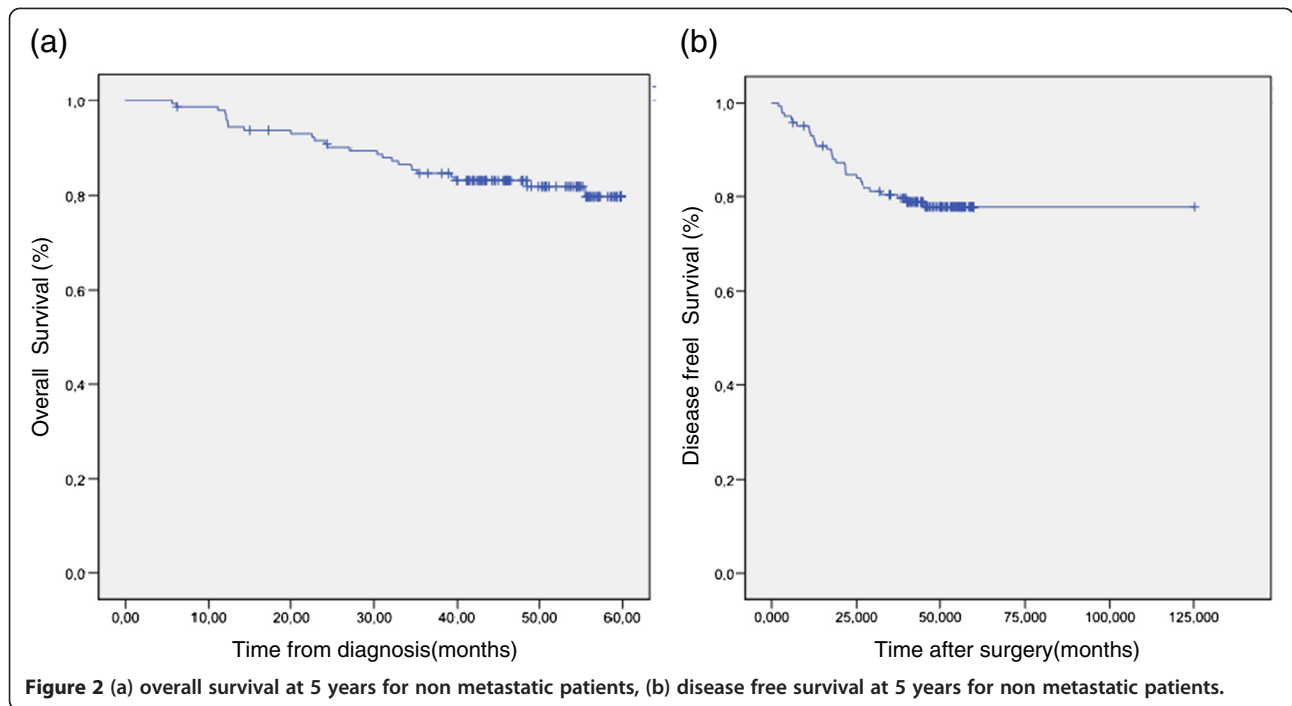 (a)
(b)
1,0
0,8
0,6
0,4
0,2
0,0
Overall Survival (%)
0,00 10,00 20,00 30,00 40,00 50,00 60,00
Time from diagnosis(months)
1,0
0,8
0,6
0,4
0,2
0,0
Disease freel Survival (%)
0,000 25,000 50,000 75,000 100,000 125,000
Time after surgery(months)
Figure 2 (a) overall survival at 5 years for non metastatic patients, (b) disease free survival at 5 years for non metastatic patients.